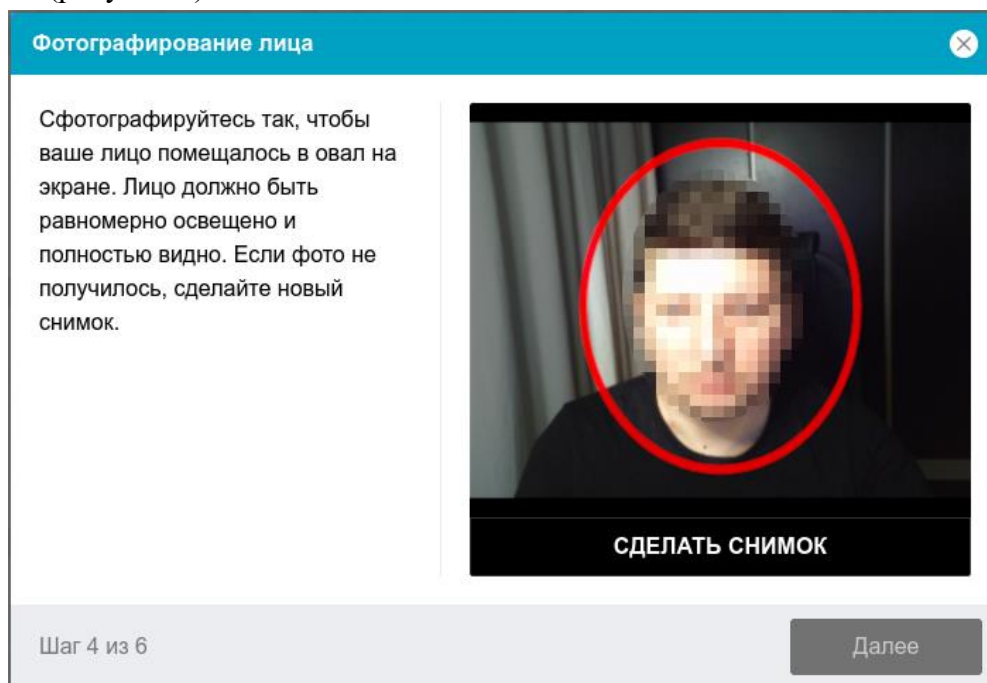 Фотографирование лица
Сфотографируйтесь так, чтобы
ваше лицо помещалось в овал на
экране. Лицо должно быть
равномерно освещено и
полностью видно. Если фото не
получилось, сделайте новый
снимок.
СДЕЛАТЬ СНИМОК
Шаг 4 из 6
Далее